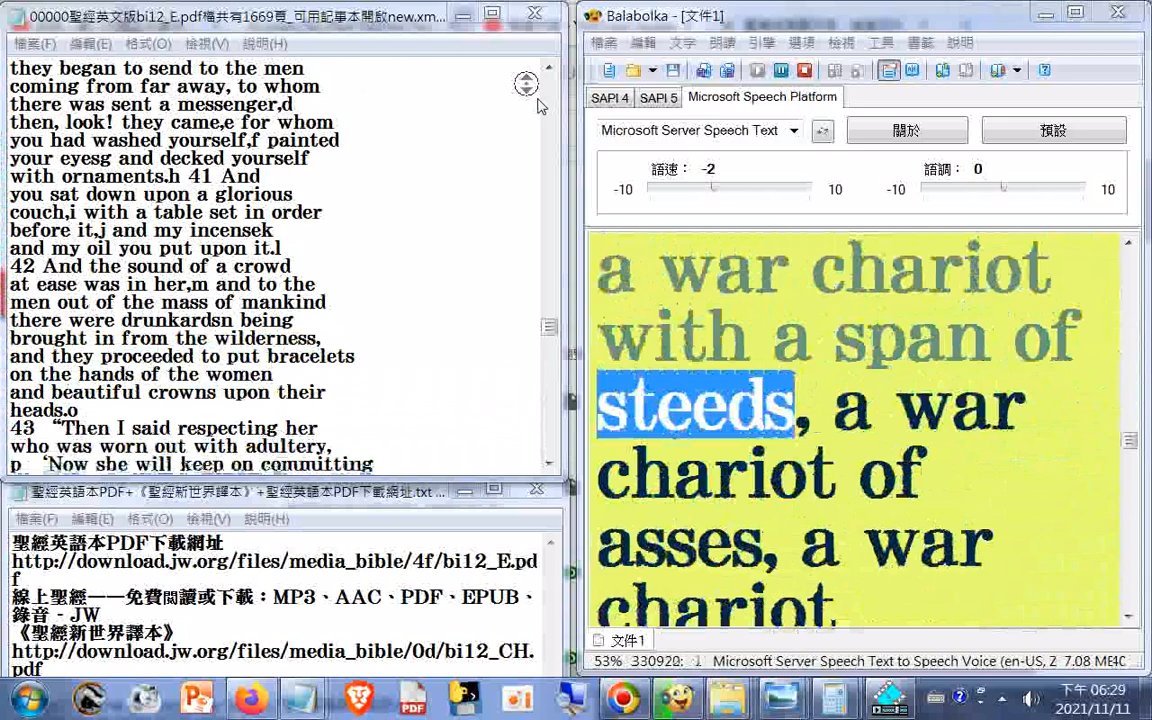 00000聖經英文版bi12_E.pdf檔共有1669頁_可用記事本開啟new.xm...
檔案(F) 編輯(E) 格式(O) 檢視(V) 說明(H)
they began to send to the men
coming from far away, to whom
there was sent a messenger,d
then, look! they came,e for whom
you had washed yourself,f painted
your eyesg and decked yourself
with ornaments.h 41 And
you sat down upon a glorious
couch,i with a table set in order
before it,j and my incensek
and my oil you put upon it.l
42 And the sound of a crowd
at ease was in her,m and to the
men out of the mass of mankind
there were drunkardsn being
brought in from the wilderness,
and they proceeded to put bracelets
on the hands of the women
and beautiful crowns upon their
heads.o
43 “Then I said respecting her
who was worn out with adultery,
p ‘Now she will keep on committing
聖經英語本PDF+《聖經新世界譯本》+聖經英語本PDF下載網址.txt ...
檔案(F) 編輯(E) 格式(O) 檢視(V) 說明(H)
聖經英語本PDF下載網址
http://download.jw.org/files/media_bible/4f/bi12_E.pd
f
線上聖經——免費閱讀或下載：MP3、AAC、PDF、EPUB、
錄音 - JW
《聖經新世界譯本》
http://download.jw.org/files/media_bible/0d/bi12_CH.
pdf
Balabolka - [文件1]
檔案 編輯 文字 朗讀 引擎 選項 檢視 工具 書籤 說明
SAPI 4 SAPI 5 Microsoft Speech Platform
Microsoft Server Speech Text 關於 預設
語速： -2 語調： 0
-10 10 -10 10
a war chariot
with a span of
steeds, a war
chariot of
asses, a war
chariot
文件1
53% Microsoft Server Speech Text to Speech Voice (en-US, Z
下午 06:29
2021/11/11